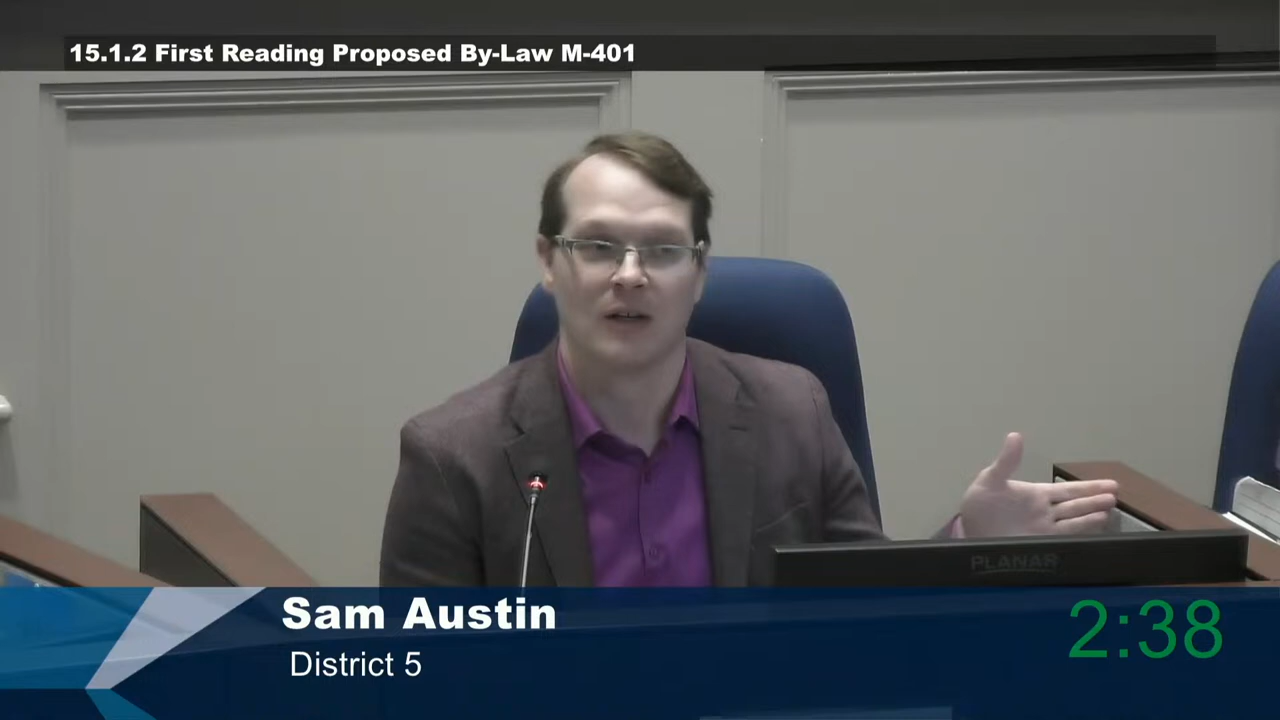 15.1.2 First Reading Proposed By-Law M-401
PLANAR
Sam Austin
District 5
2:38